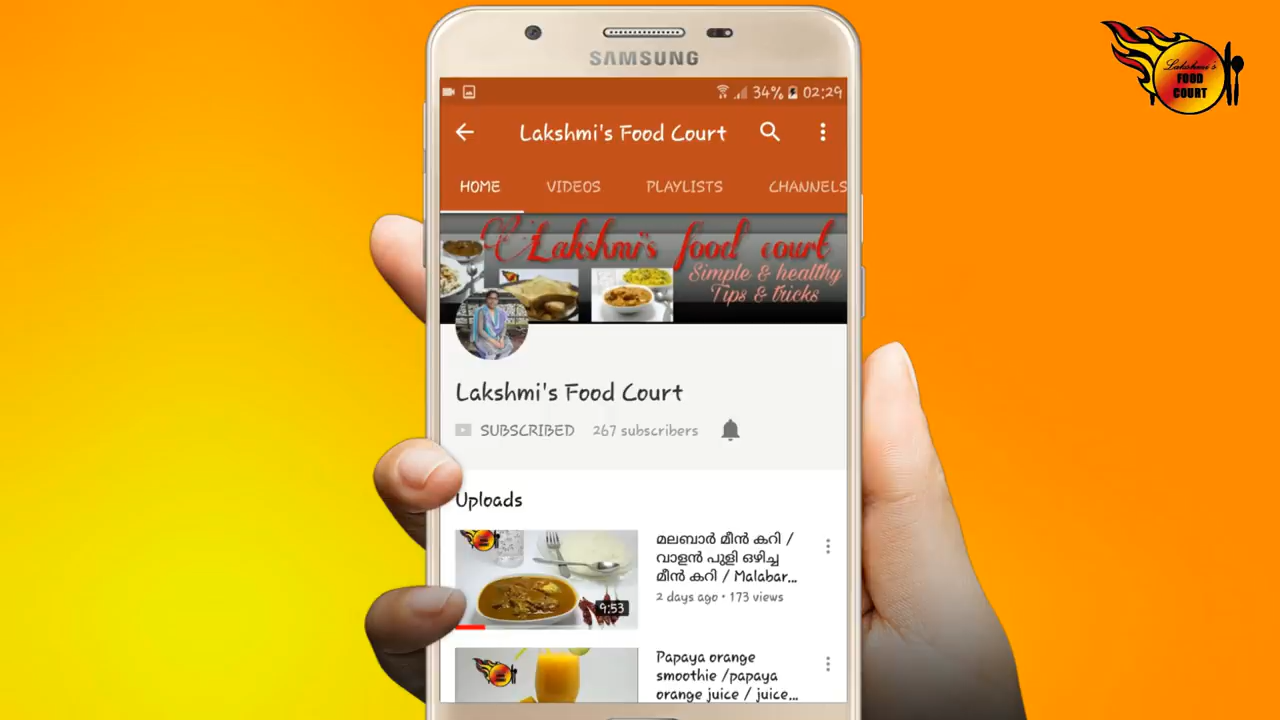 SAMSUNG
34% 02:29
Lakshmi's Food Court
HOME VIDEOS PLAYLISTS CHANNELS
Lakshmi's food court
Simple & healthy
Tips & tricks
Lakshmi's Food Court
SUBSCRIBED 267 subscribers
Uploads
മലബാർ മീൻ കറി /
വാളൻ പുളി ഒഴിച്ച
മീൻ കറി / Malabar...
2 days ago • 173 views
9:53
Papaya orange
smoothie /papaya
orange juice / juice...
Lakshmi's
FOOD
COURT